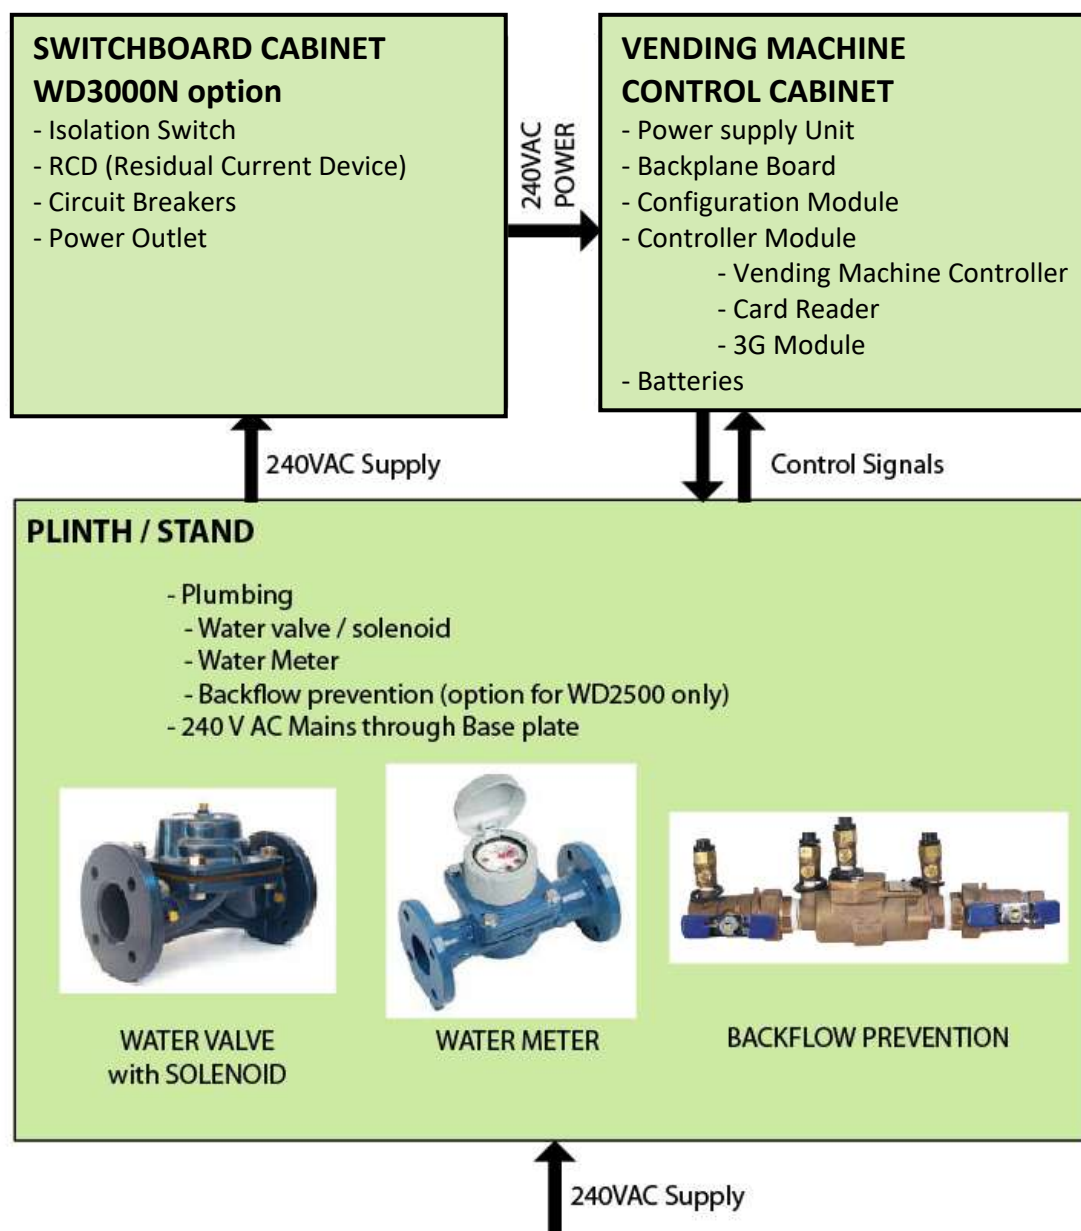 SWITCHBOARD CABINET
WD3000N option
- Isolation Switch
- RCD (Residual Current Device)
- Circuit Breakers
- Power Outlet
240VAC
POWER
VENDING MACHINE
CONTROL CABINET
- Power supply Unit
- Backplane Board
- Configuration Module
- Controller Module
- Vending Machine Controller
- Card Reader
- 3G Module
- Batteries
240VAC Supply
Control Signals
PLINTH / STAND
- Plumbing
- Water valve / solenoid
- Water Meter
- Backflow prevention (option for WD2500 only)
- 240 V AC Mains through Base plate
WATER VALVE
with SOLENOID
WATER METER
BACKFLOW PREVENTION
240VAC Supply